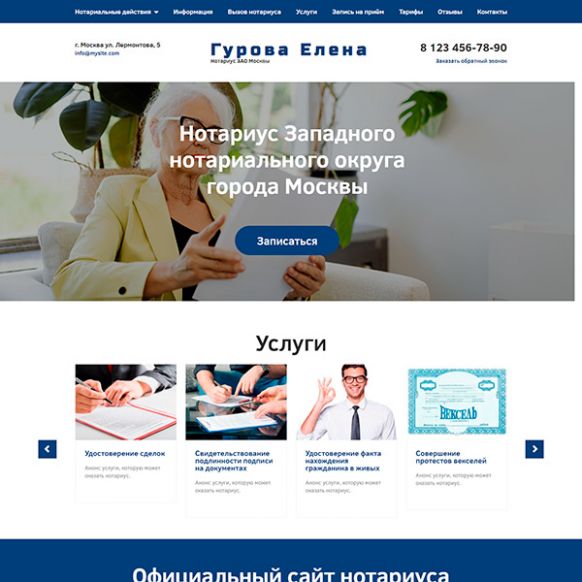 Нотариальные действия Информация Вызов нотариуса Услуги Запись на приём Тарифы Отзывы Контакты
г. Москва ул. Лермонтова, 5
info@mysite.com
Гурова Елена
Нотариус ЗАО Москвы
8 123 456-78-90
Заказать обратный звонок
Нотариус Западного
нотариального округа
города Москвы
Записаться
Услуги
ВЕКСЕЛЬ
Удостоверение сделок
Анонс услуги, которую может
оказать нотариус.
Свидетельствование
подлинности подписи
на документах
Анонс услуги, которую может
оказать нотариус.
Удостоверение факта
нахождения
гражданина в живых
Анонс услуги, которую может
оказать нотариус.
Совершение
протестов векселей
Анонс услуги, которую может
оказать нотариус.
Официальный сайт нотариуса